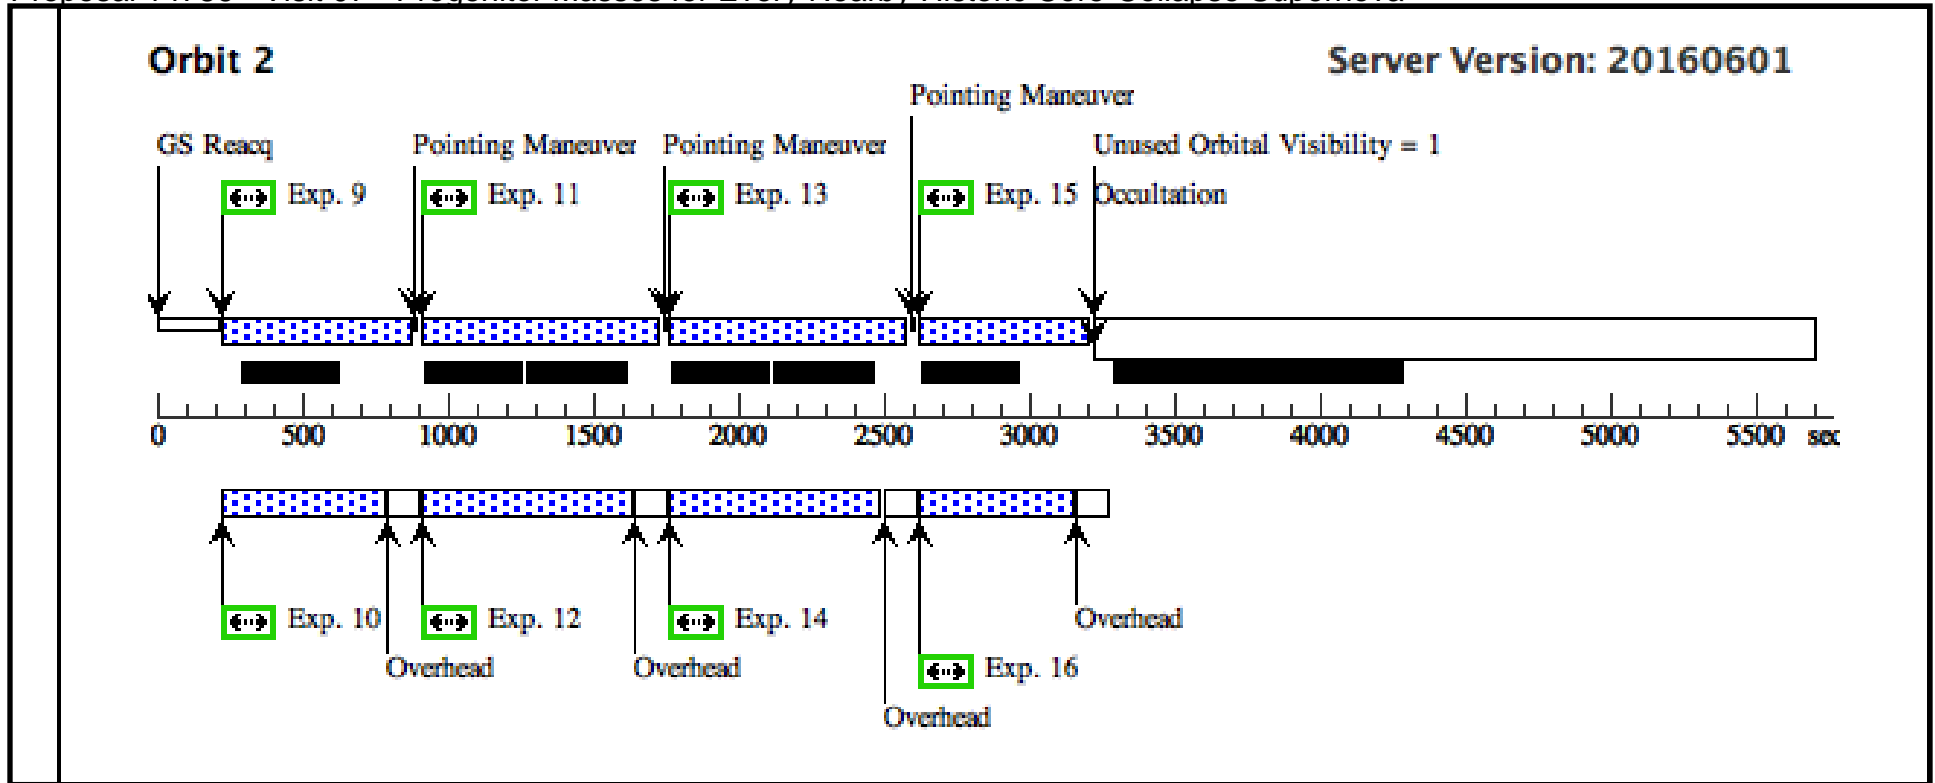 Orbit 2
Server Version: 20160601
Pointing Maneuver
GS Reacq
Pointing Maneuver
Pointing Maneuver
Unused Orbital Visibility = 1
Exp. 9
Exp. 11
Exp. 13
Exp. 15
Occultation
0
500
1000
1500
2000
2500
3000
3500
4000
4500
5000
5500
sec
Exp. 10
Exp. 12
Exp. 14
Overhead
Overhead
Overhead
Exp. 16
Overhead